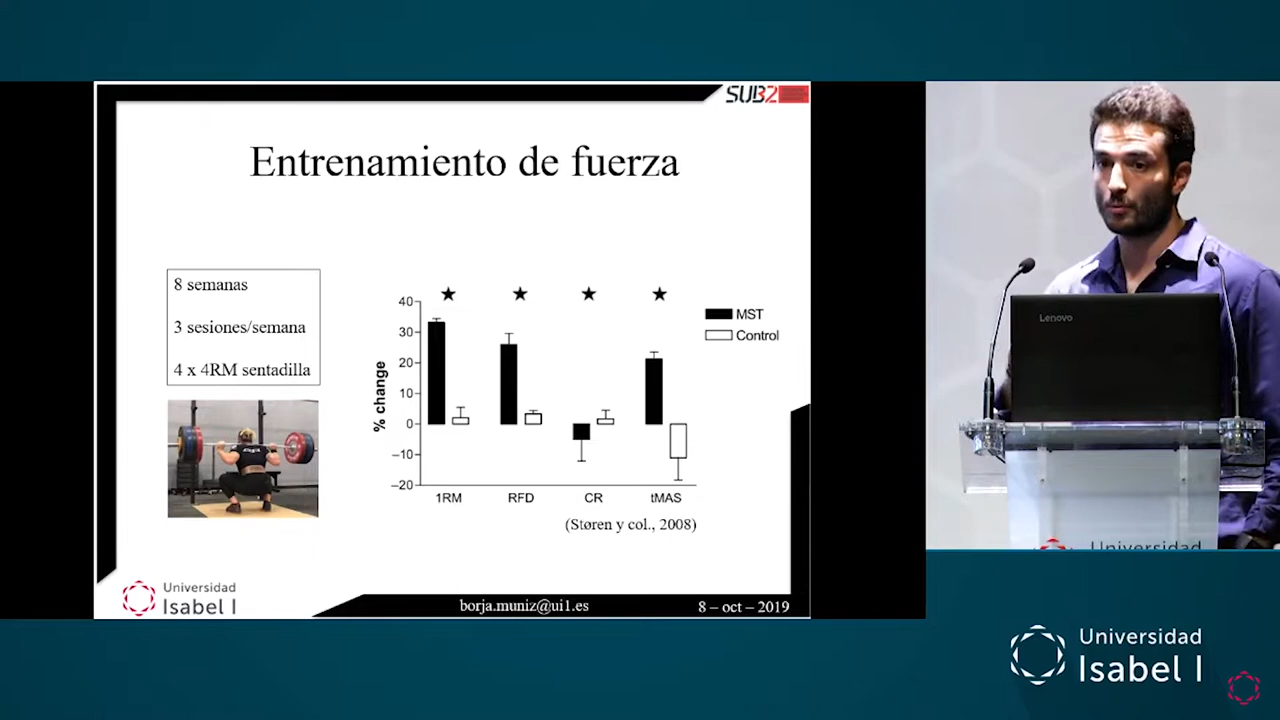 SUB2
Entrenamiento de fuerza
8 semanas
3 sesiones/semana
4 x 4RM sentadilla
40
30
20
10
0
–10
–20
% change
1RM
RFD
CR
tMAS
MST
Control
(Støren y col., 2008)
Universidad
Isabel I
borja.muniz@ui1.es
8 – oct – 2019
Lenovo
Universidad
Universidad
Isabel I